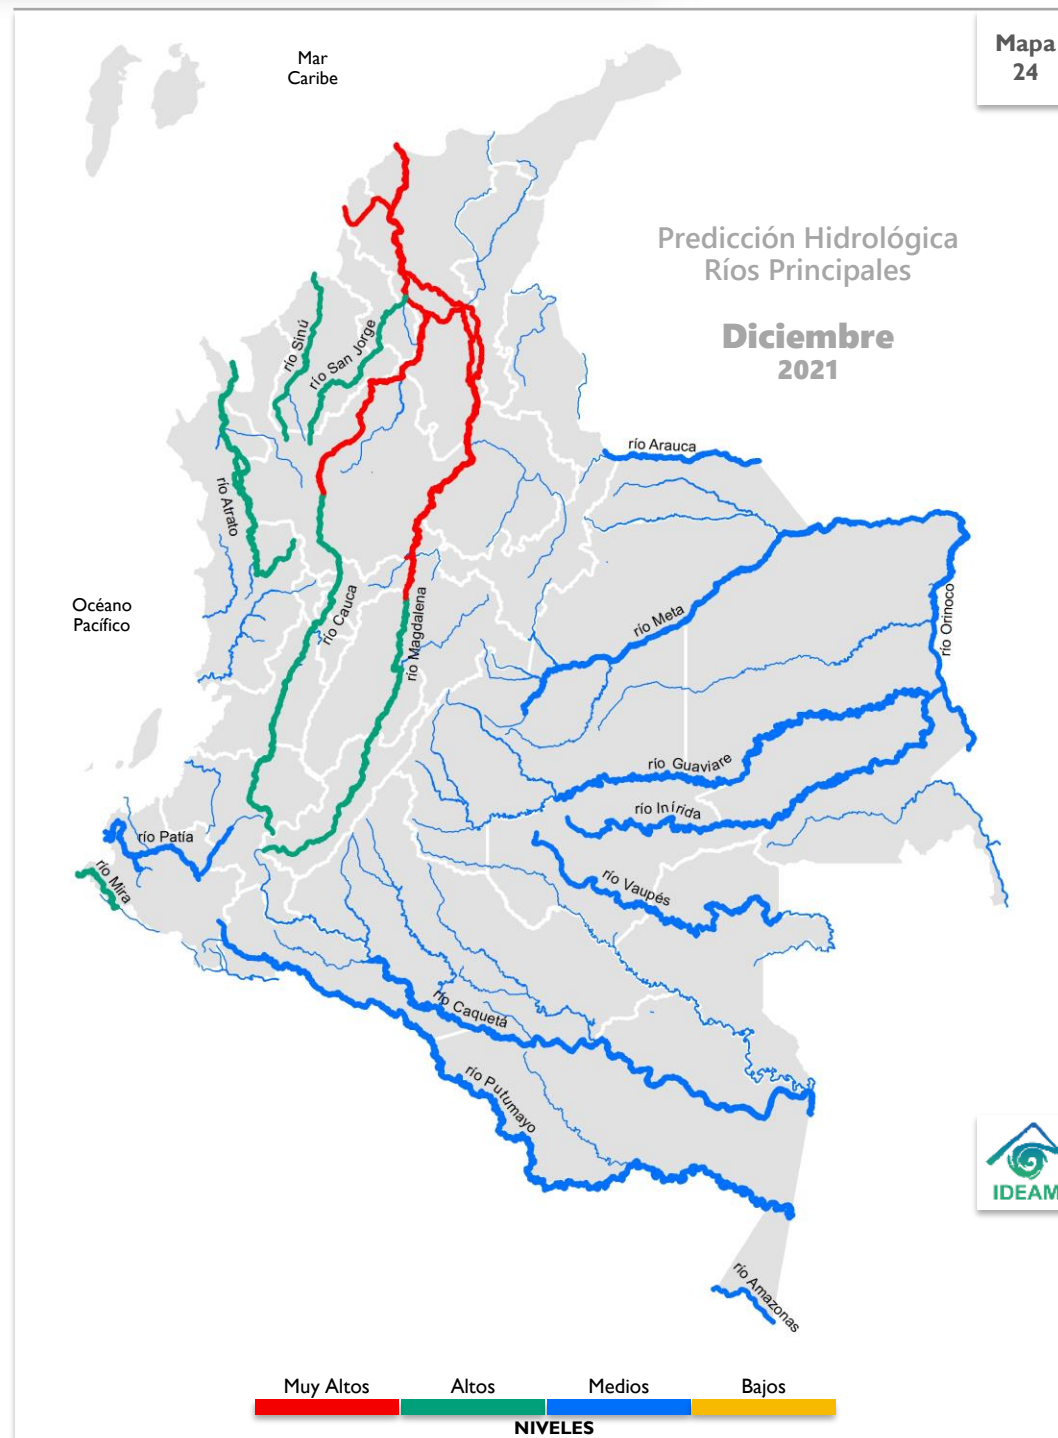 Mapa
24
Mar
Caribe
Predicción Hidrológica
Ríos Principales
Diciembre
2021
río Sinú
río San Jorge
río Arauca
río Atrato
río Cauca
río Magdalena
río Meta
río Orinoco
Océano
Pacífico
río Guaviare
río Inírida
río Patía
río Mira
río Vaupés
río Caquetá
río Putumayo
IDEAM
río Amazonas
Muy Altos
Altos
Medios
Bajos
NIVELES